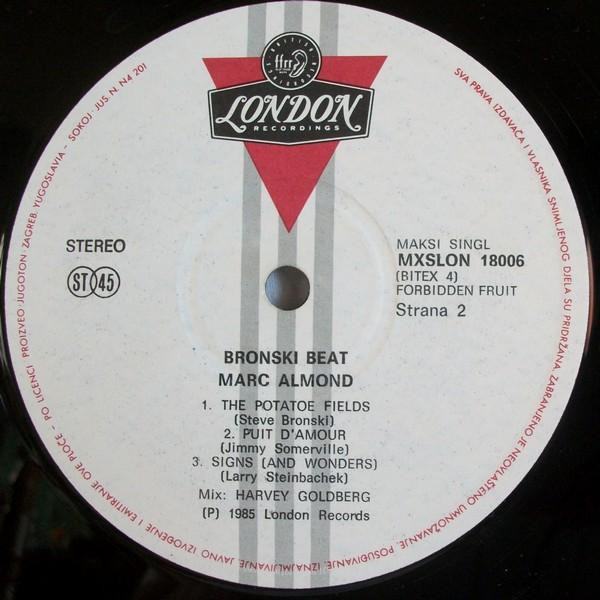 ffrr
LONDON
RECORDINGS
STEREO
ST 45
MAKSI SINGL
MXSLON 18006
(BITEX 4)
FORBIDDEN FRUIT
Strana 2
BRONSKI BEAT
MARC ALMOND
1. THE POTATOE FIELDS
(Steve Bronski)
2. PUIT D'AMOUR
(Jimmy Somerville)
3. SIGNS (AND WONDERS)
(Larry Steinbachek)
Mix: HARVEY GOLDBERG
(P) 1985 London Records
SVA PRAVA IZDAVAČA I VLASNIKA SNIMLJENOG DJELA SU PRIDRŽANA. ZABRANJENO JE NEOVLAŠTENO UMNOŽAVANJE, POSUĐIVANJE, IZNAJMLJIVANJE, JAVNO IZVOĐENJE I EMITIRANJE OVE PLOČE – PO LICENCI PROIZVEO JUGOTON ZAGREB, YUGOSLAVIA – SOKOJ · JUS. N. N4 201